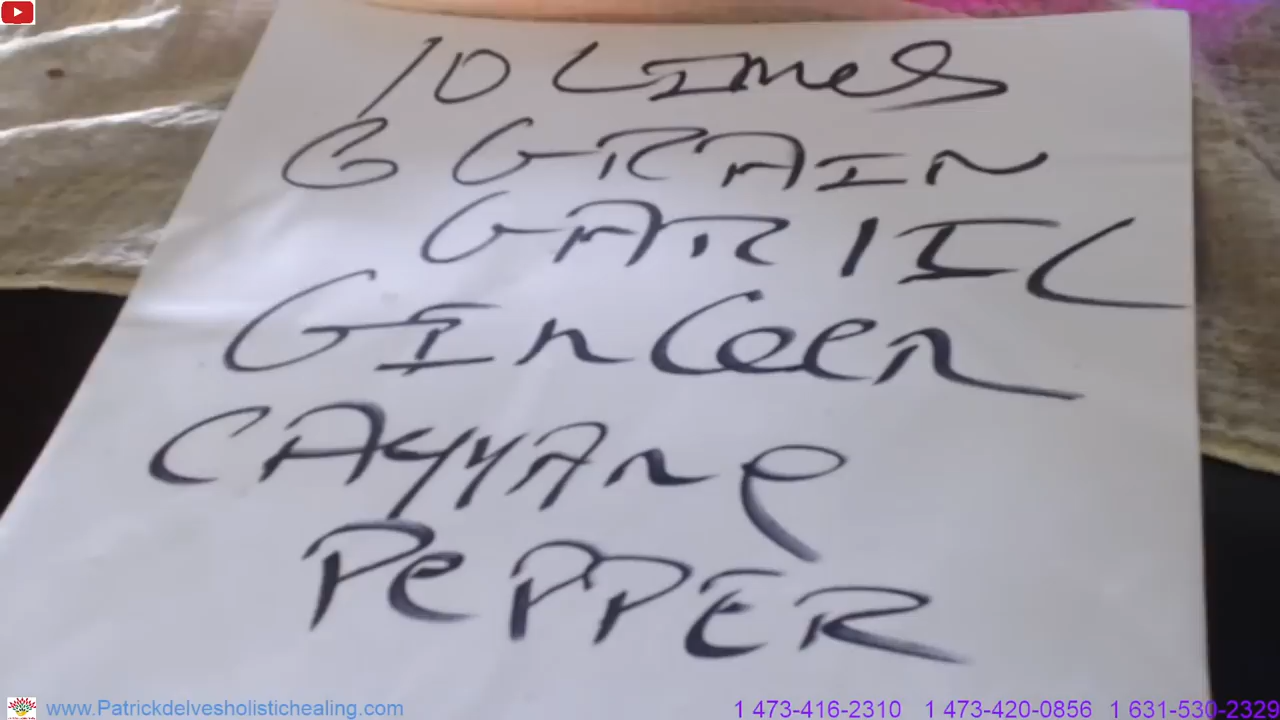 10 LIMES
6 GRAIN
GARLIC
GINGER
CAYYANe
PePPER
www.Patrickdelvesholistichealing.com
1 473-416-2310 1 473-420-0856 1 631-530-2329